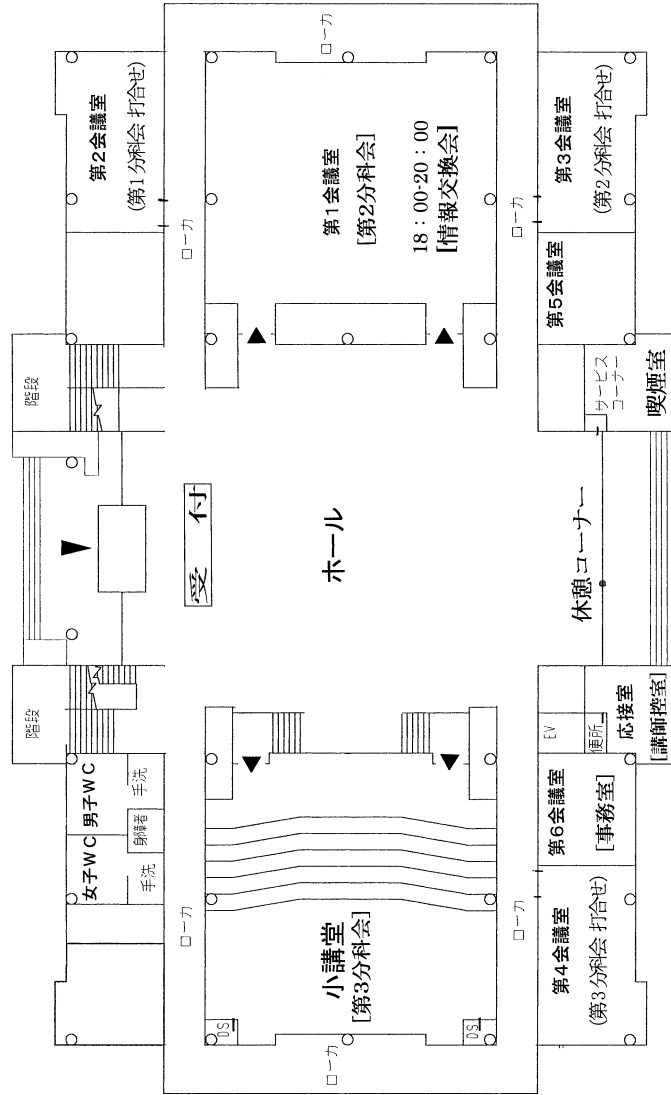 階段
階段
女子WC
男子WC
手洗
身障者
手洗
受　付
第2会議室
(第1分科会 打合せ)
ローカ
ローカ
ローカ
小講堂
[第3分科会]
DS
DS
ローカ
ホール
第1会議室
[第2分科会]
18：00-20：00
[情報交換会]
ローカ
ローカ
第4会議室
(第3分科会 打合せ)
第6会議室
[事務室]
EV
便所
応接室
[講師控室]
休憩コーナー
サービス
コーナー
喫煙室
第5会議室
第3会議室
(第2分科会 打合せ)